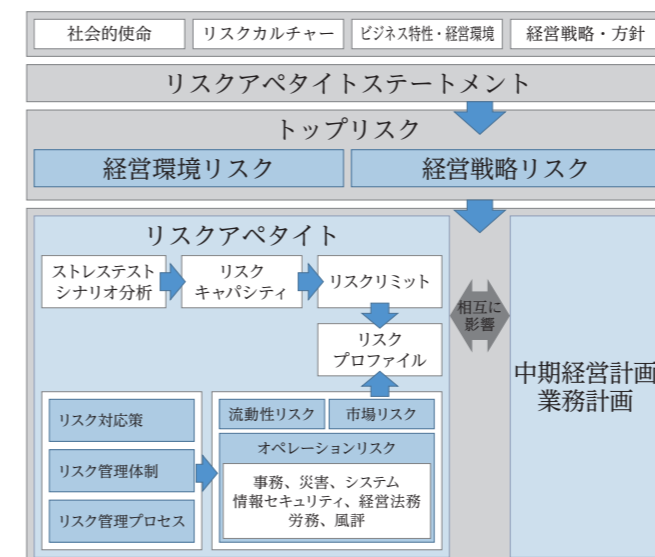 社会的使命
リスクカルチャー
ビジネス特性・経営環境
経営戦略・方針
リスクアペタイトステートメント
トップリスク
経営環境リスク
経営戦略リスク
リスクアペタイト
ストレステスト
シナリオ分析
リスク
キャパシティ
リスクリミット
リスク
プロファイル
相互に
影響
中期経営計画
業務計画
リスク対応策
リスク管理体制
リスク管理プロセス
流動性リスク
市場リスク
オペレーションリスク
事務、災害、システム
情報セキュリティ、経営法務
労務、風評